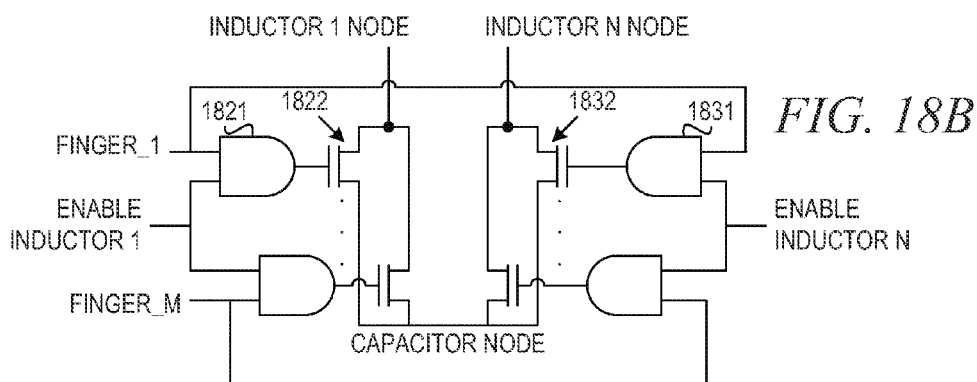 INDUCTOR 1 NODE
INDUCTOR N NODE
1821
1822
1832
1831
FIG. 18B
FINGER_1
ENABLE
INDUCTOR 1
ENABLE
INDUCTOR N
FINGER_M
CAPACITOR NODE